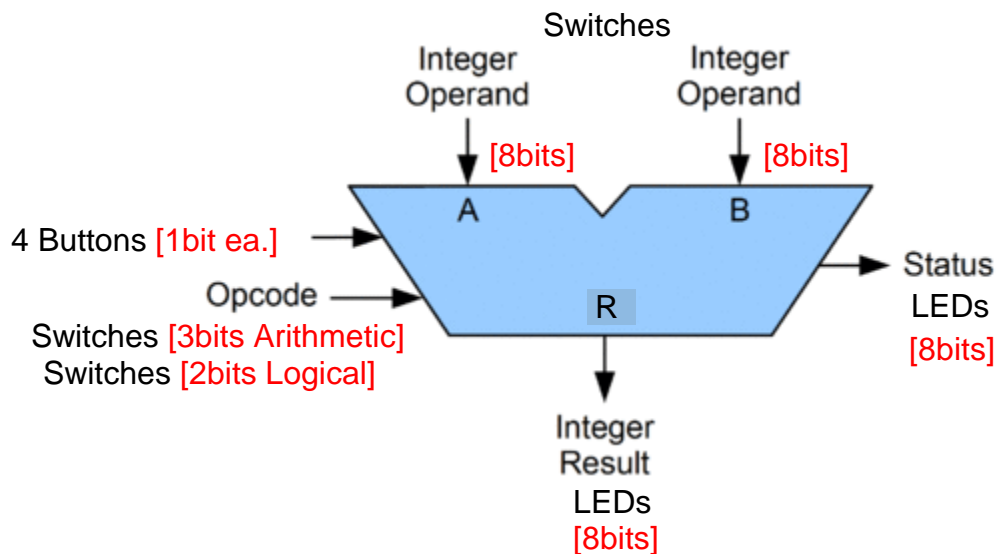 Switches
Integer
Operand
Integer
Operand
[8bits]
[8bits]
A
B
4 Buttons [1bit ea.]
Status
LEDs
[8bits]
Opcode
R
Switches [3bits Arithmetic]
Switches [2bits Logical]
Integer
Result
LEDs
[8bits]